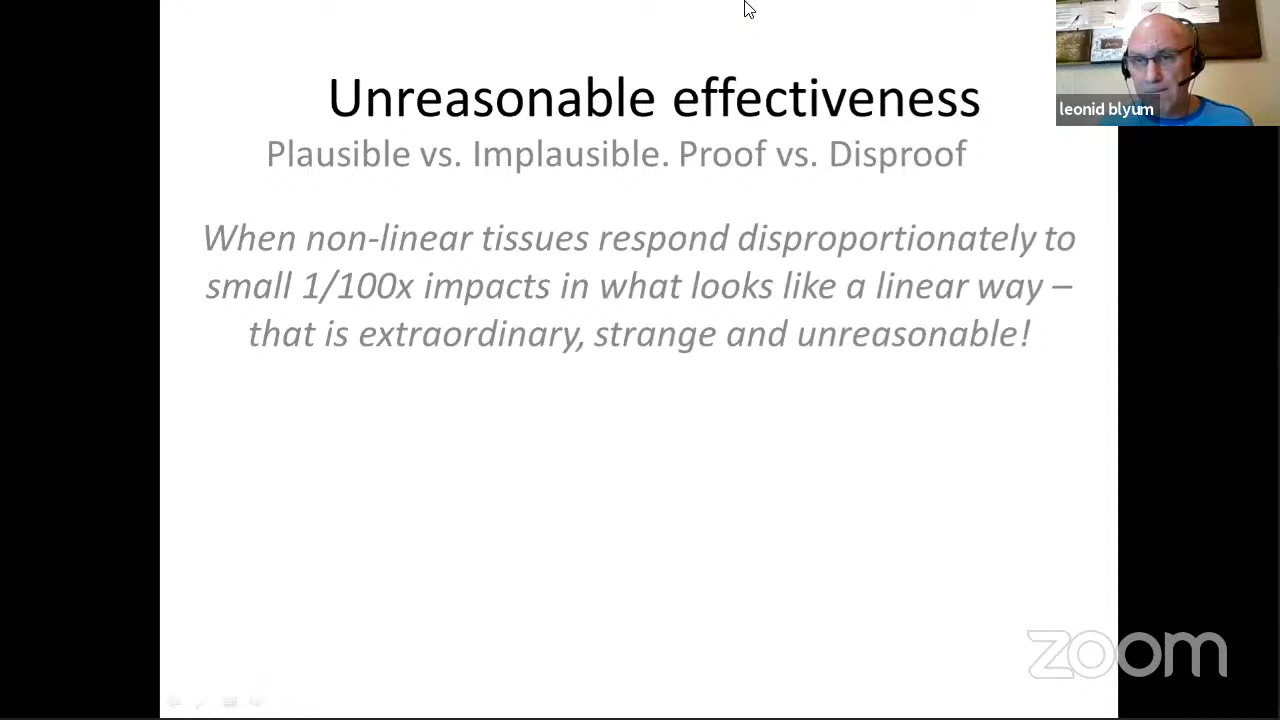 Unreasonable effectiveness
leonid blyum
Plausible vs. Implausible. Proof vs. Disproof
When non-linear tissues respond disproportionately to
small 1/100x impacts in what looks like a linear way –
that is extraordinary, strange and unreasonable!
zoom